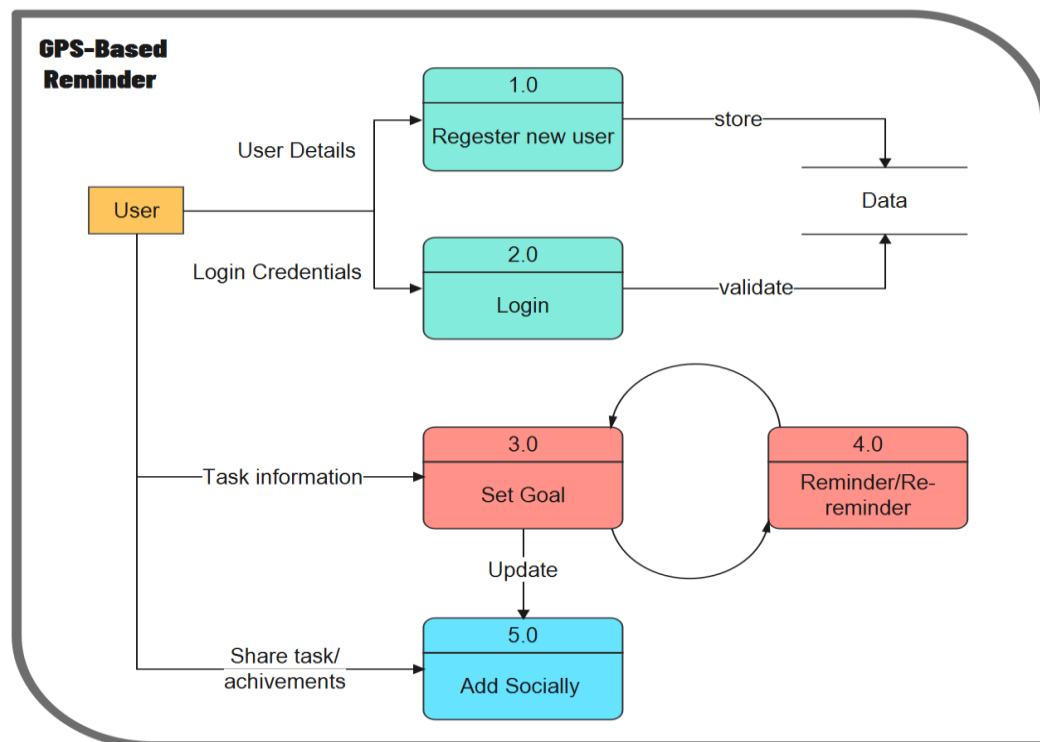 GPS-Based
Reminder
1.0
Regester new user
store
User Details
Data
User
2.0
Login Credentials
Login
validate
3.0
4.0
Task information
Set Goal
Reminder/Re-
reminder
Update
5.0
Share task/
achivements
Add Socially